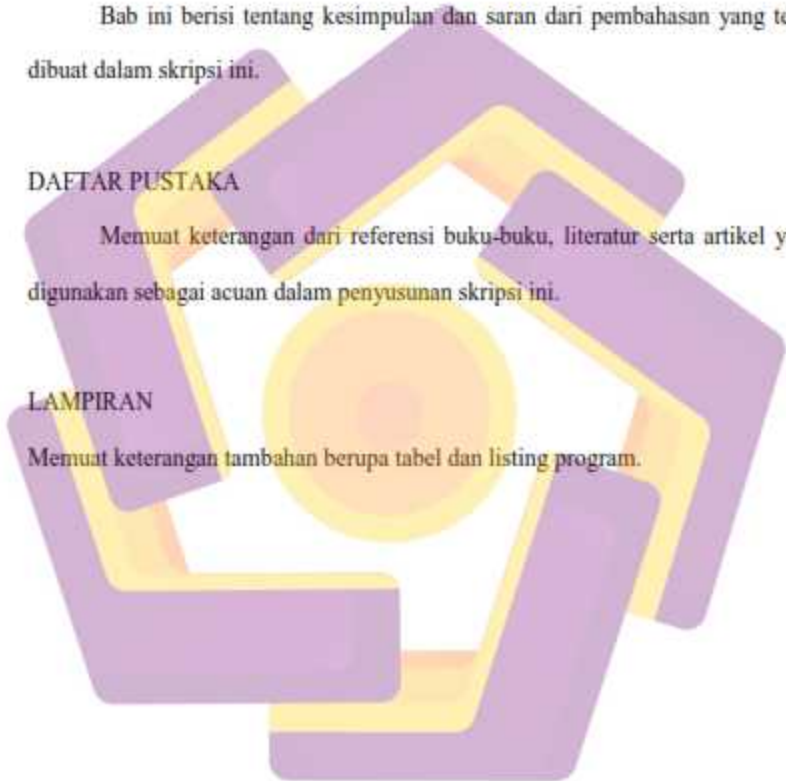 Bab ini berisi tentang kesimpulan dan saran dari pembahasan yang
dibuat dalam skripsi ini.
DAFTAR PUSTAKA
Memuat keterangan dari referensi buku-buku, literatur serta artikel
digunakan sebagai acuan dalam penyusunan skripsi ini.
LAMPIRAN
Memuat keterangan tambahan berupa tabel dan listing program.